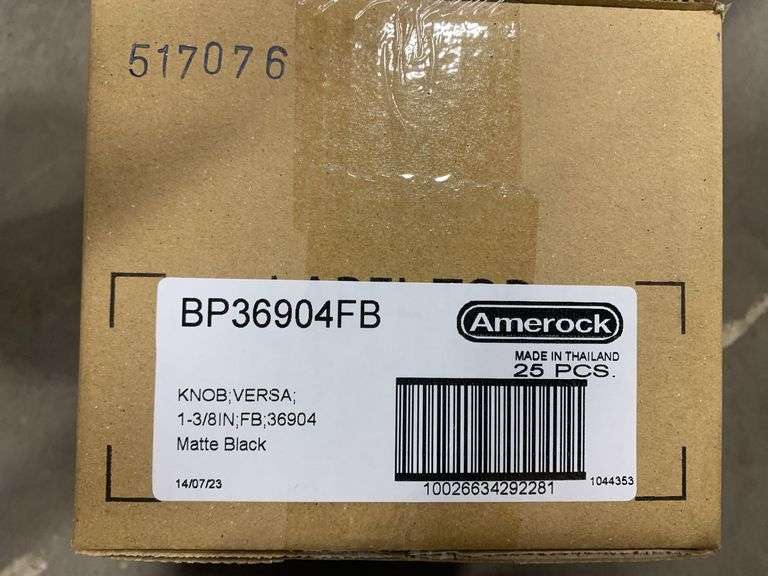 517076
BP36904FB
Amerock
MADE IN THAILAND
25 PCS.
KNOB;VERSA;
1-3/8IN;FB;36904
Matte Black
14/07/23
10026634292281
1044353